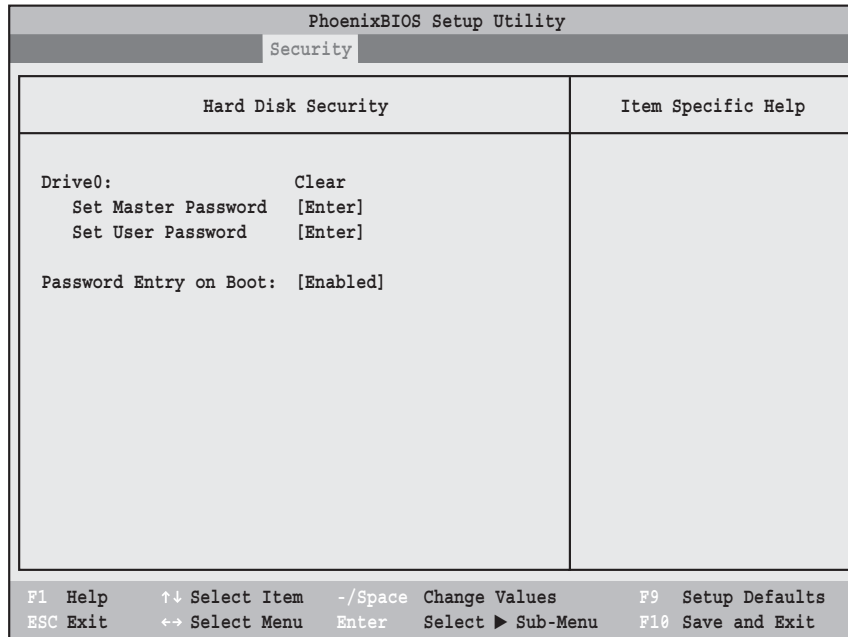 PhoenixBIOS Setup Utility
Security
Hard Disk Security
Item Specific Help
Drive0: Clear
Set Master Password [Enter]
Set User Password [Enter]
Password Entry on Boot: [Enabled]
F1 Help ↑↓ Select Item -/Space Change Values F9 Setup Defaults
ESC Exit ←→ Select Menu Enter Select ▶ Sub-Menu F10 Save and Exit